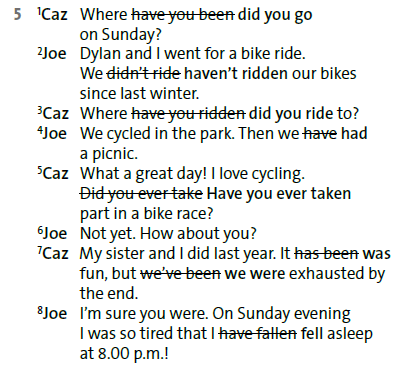 5 1Caz Where have you been did you go
on Sunday?
2Joe Dylan and I went for a bike ride.
We didn't ride haven't ridden our bikes
since last winter.
3Caz Where have you ridden did you ride to?
4Joe We cycled in the park. Then we have had
a picnic.
5Caz What a great day! I love cycling.
Did you ever take Have you ever taken
part in a bike race?
6Joe Not yet. How about you?
7Caz My sister and I did last year. It has been was
fun, but we've been we were exhausted by
the end.
8Joe I'm sure you were. On Sunday evening
I was so tired that I have fallen fell asleep
at 8.00 p.m.!